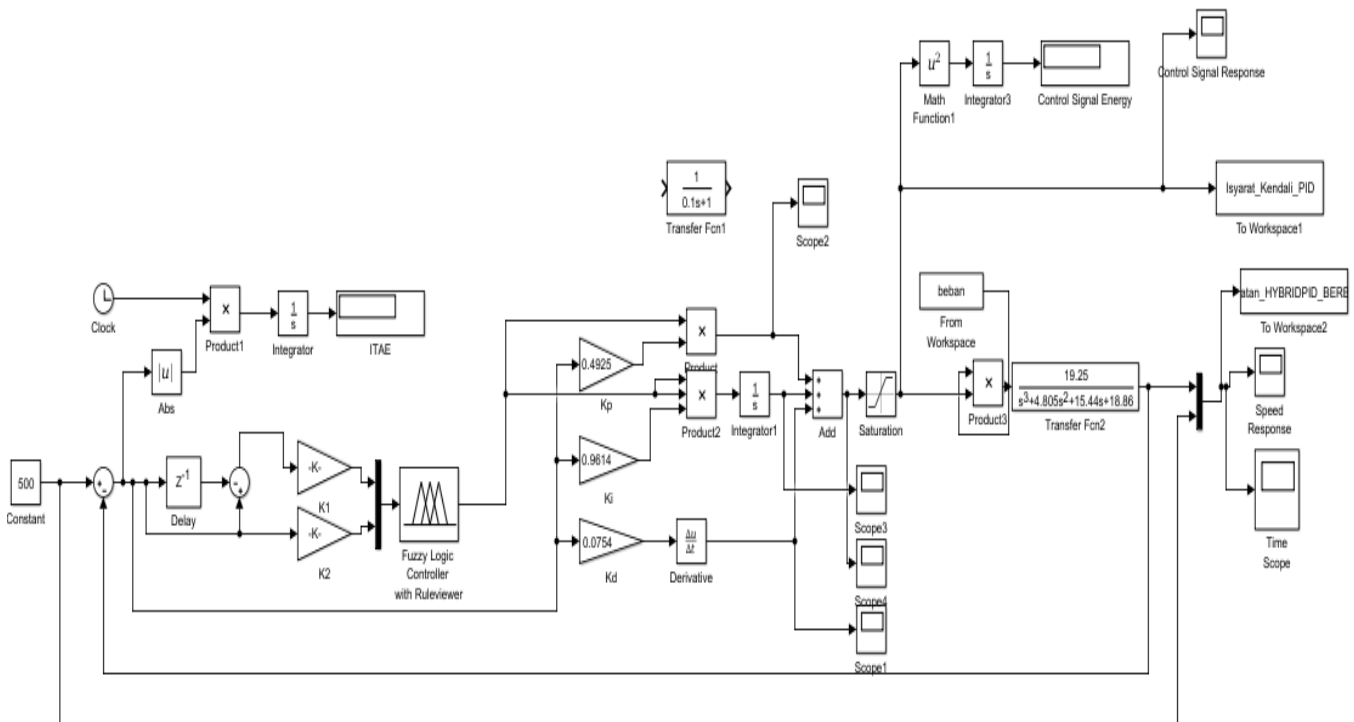 u²
Math
Function1
1
s
Integrator3
Control Signal Energy
Control Signal Response
1
0.1s+1
Transfer Fcn1
Scope2
Isyarat_Kendali_PID
To Workspace1
beban
From
Workspace
atan_HYBRIDPID_BERE
To Workspace2
Clock
×
Product1
1
s
Integrator
ITAE
|u|
Abs
0.4925
Kp
×
Product
×
Product2
1
s
Integrator1
+
+
+
Add
Saturation
×
Product3
19.25
s³+4.805s²+15.44s+18.86
Transfer Fcn2
Speed
Response
500
Constant
+
-
Z⁻¹
Delay
-
+
-K-
K1
-K-
K2
Fuzzy Logic
Controller
with Ruleviewer
0.9614
Ki
0.0754
Kd
Δu
Δt
Derivative
Scope3
Scope4
Scope1
Time
Scope